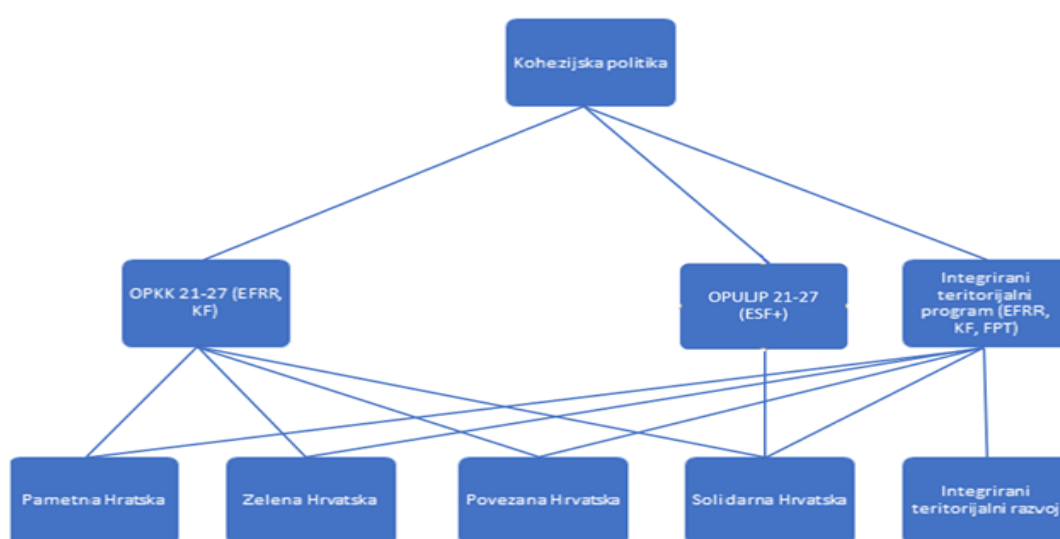 Kohezijska politika
OPKK 21-27 (EFRR,
KF)
OPULJP 21-27
(ESF+)
Integrirani
teritorijalni
program (EFRR,
KF, FPT)
Pametna Hratska
Zelena Hrvatska
Povezana Hrvatska
Solidarna Hrvatska
Integrirani
teritorijalni razvoj